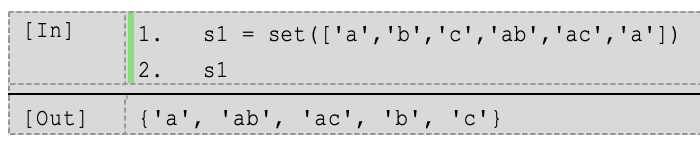 [In] 1. s1 = set(['a','b','c','ab','ac','a'])
2. s1
[Out] {'a', 'ab', 'ac', 'b', 'c'}